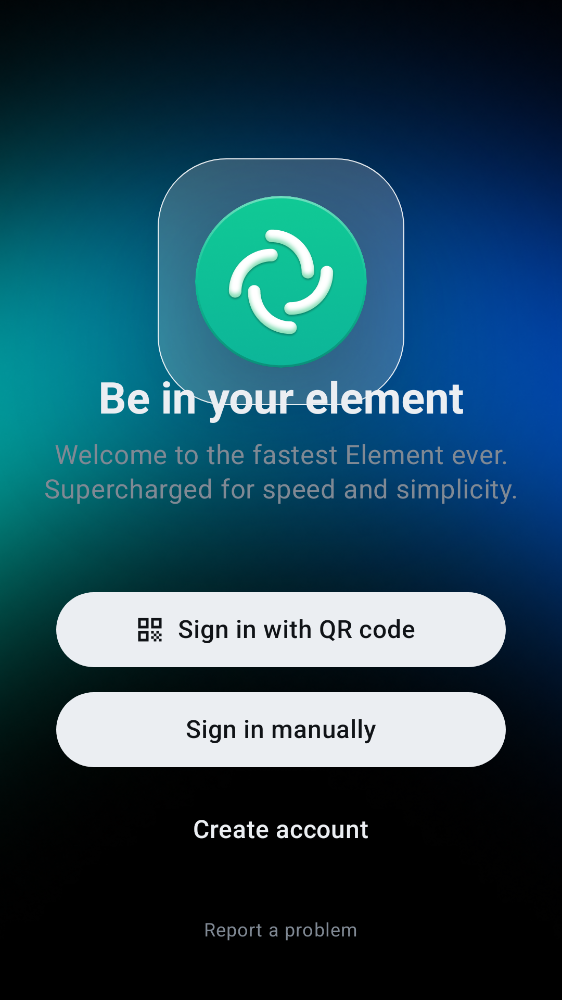 Be in your element
Welcome to the fastest Element ever.
Supercharged for speed and simplicity.
Sign in with QR code
Sign in manually
Create account
Report a problem